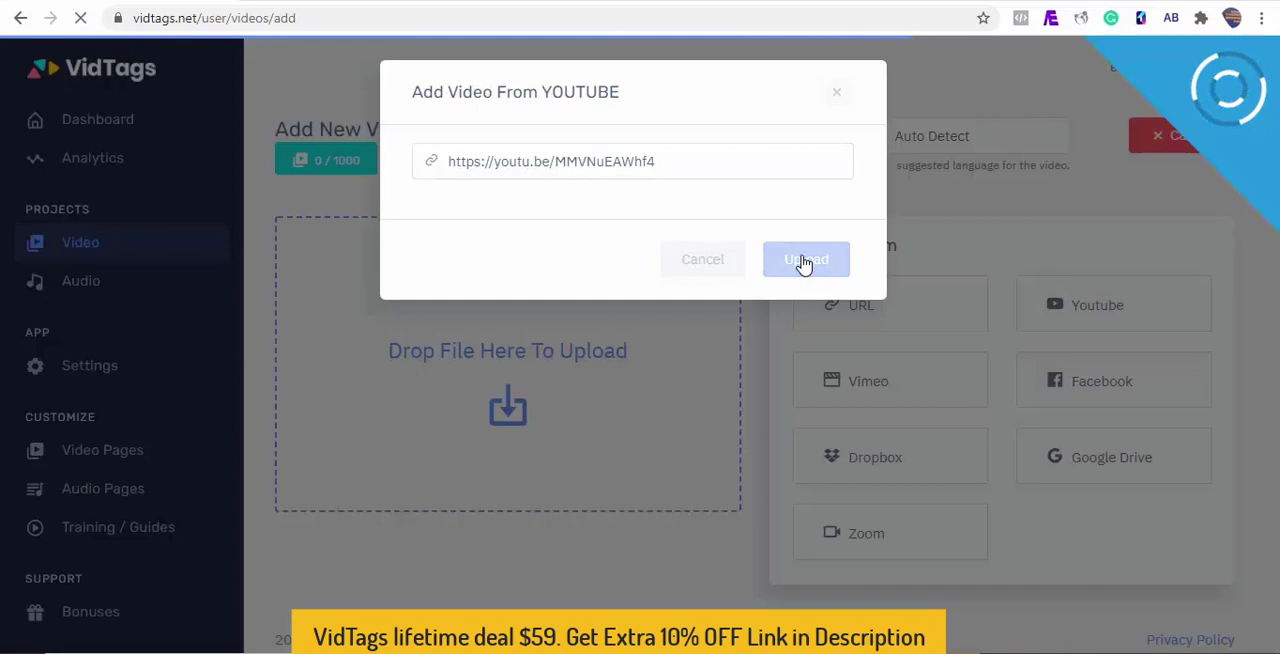 vidtags.net/user/videos/add
AB
VidTags
Dashboard
Analytics
PROJECTS
Video
Audio
APP
Settings
CUSTOMIZE
Video Pages
Audio Pages
Training / Guides
SUPPORT
Bonuses
Add Video From YOUTUBE
https://youtu.be/MMVNuEAWhf4
Cancel
Upload
Add New V
0 / 1000
Auto Detect
suggested language for the video.
Drop File Here To Upload
URL
Youtube
Vimeo
Facebook
Dropbox
Google Drive
Zoom
Privacy Policy
VidTags lifetime deal $59. Get Extra 10% OFF Link in Description